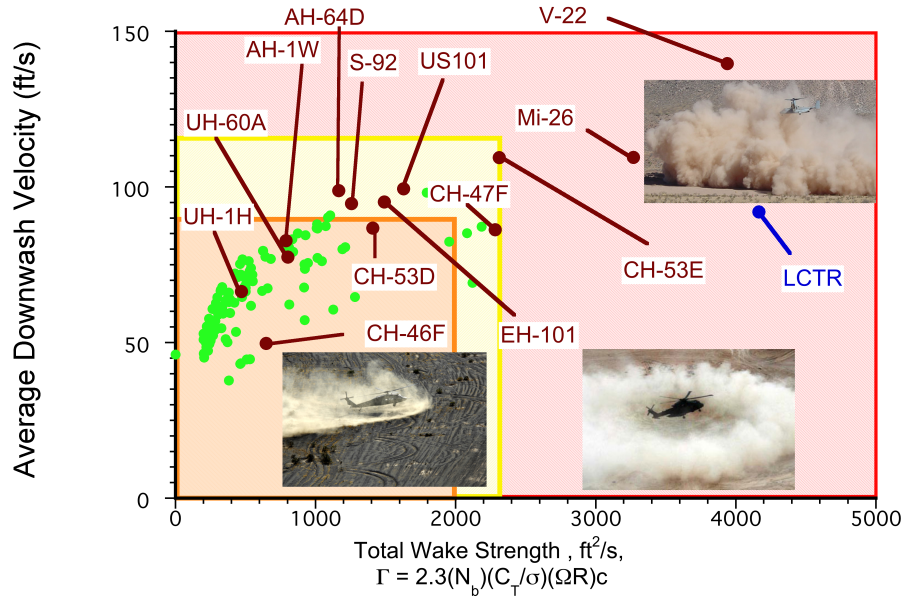 Average Downwash Velocity (ft/s)
150
100
50
0
0
1000
2000
3000
4000
5000
Total Wake Strength , ft²/s,
Γ = 2.3(N_b)(C_T/σ)(ΩR)c
AH-64D
V-22
AH-1W
S-92
US101
UH-60A
Mi-26
CH-47F
UH-1H
CH-53D
CH-53E
LCTR
CH-46F
EH-101